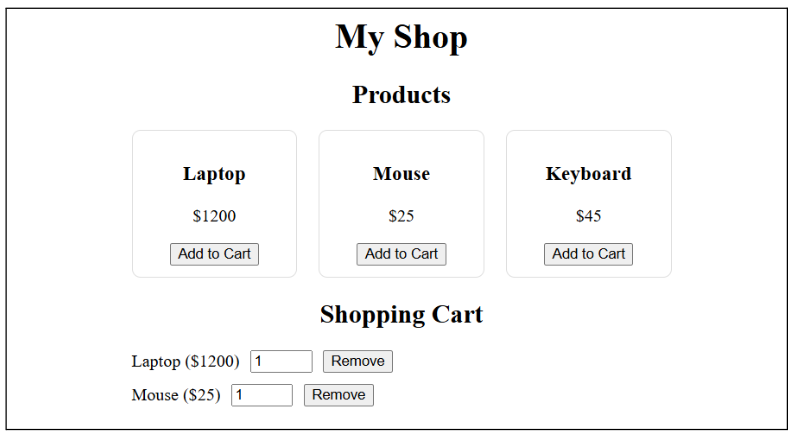 My Shop
Products
Laptop Mouse Keyboard
$1200 $25 $45
Add to Cart Add to Cart Add to Cart
Shopping Cart
Laptop ($1200) 1 Remove
Mouse ($25) 1 Remove